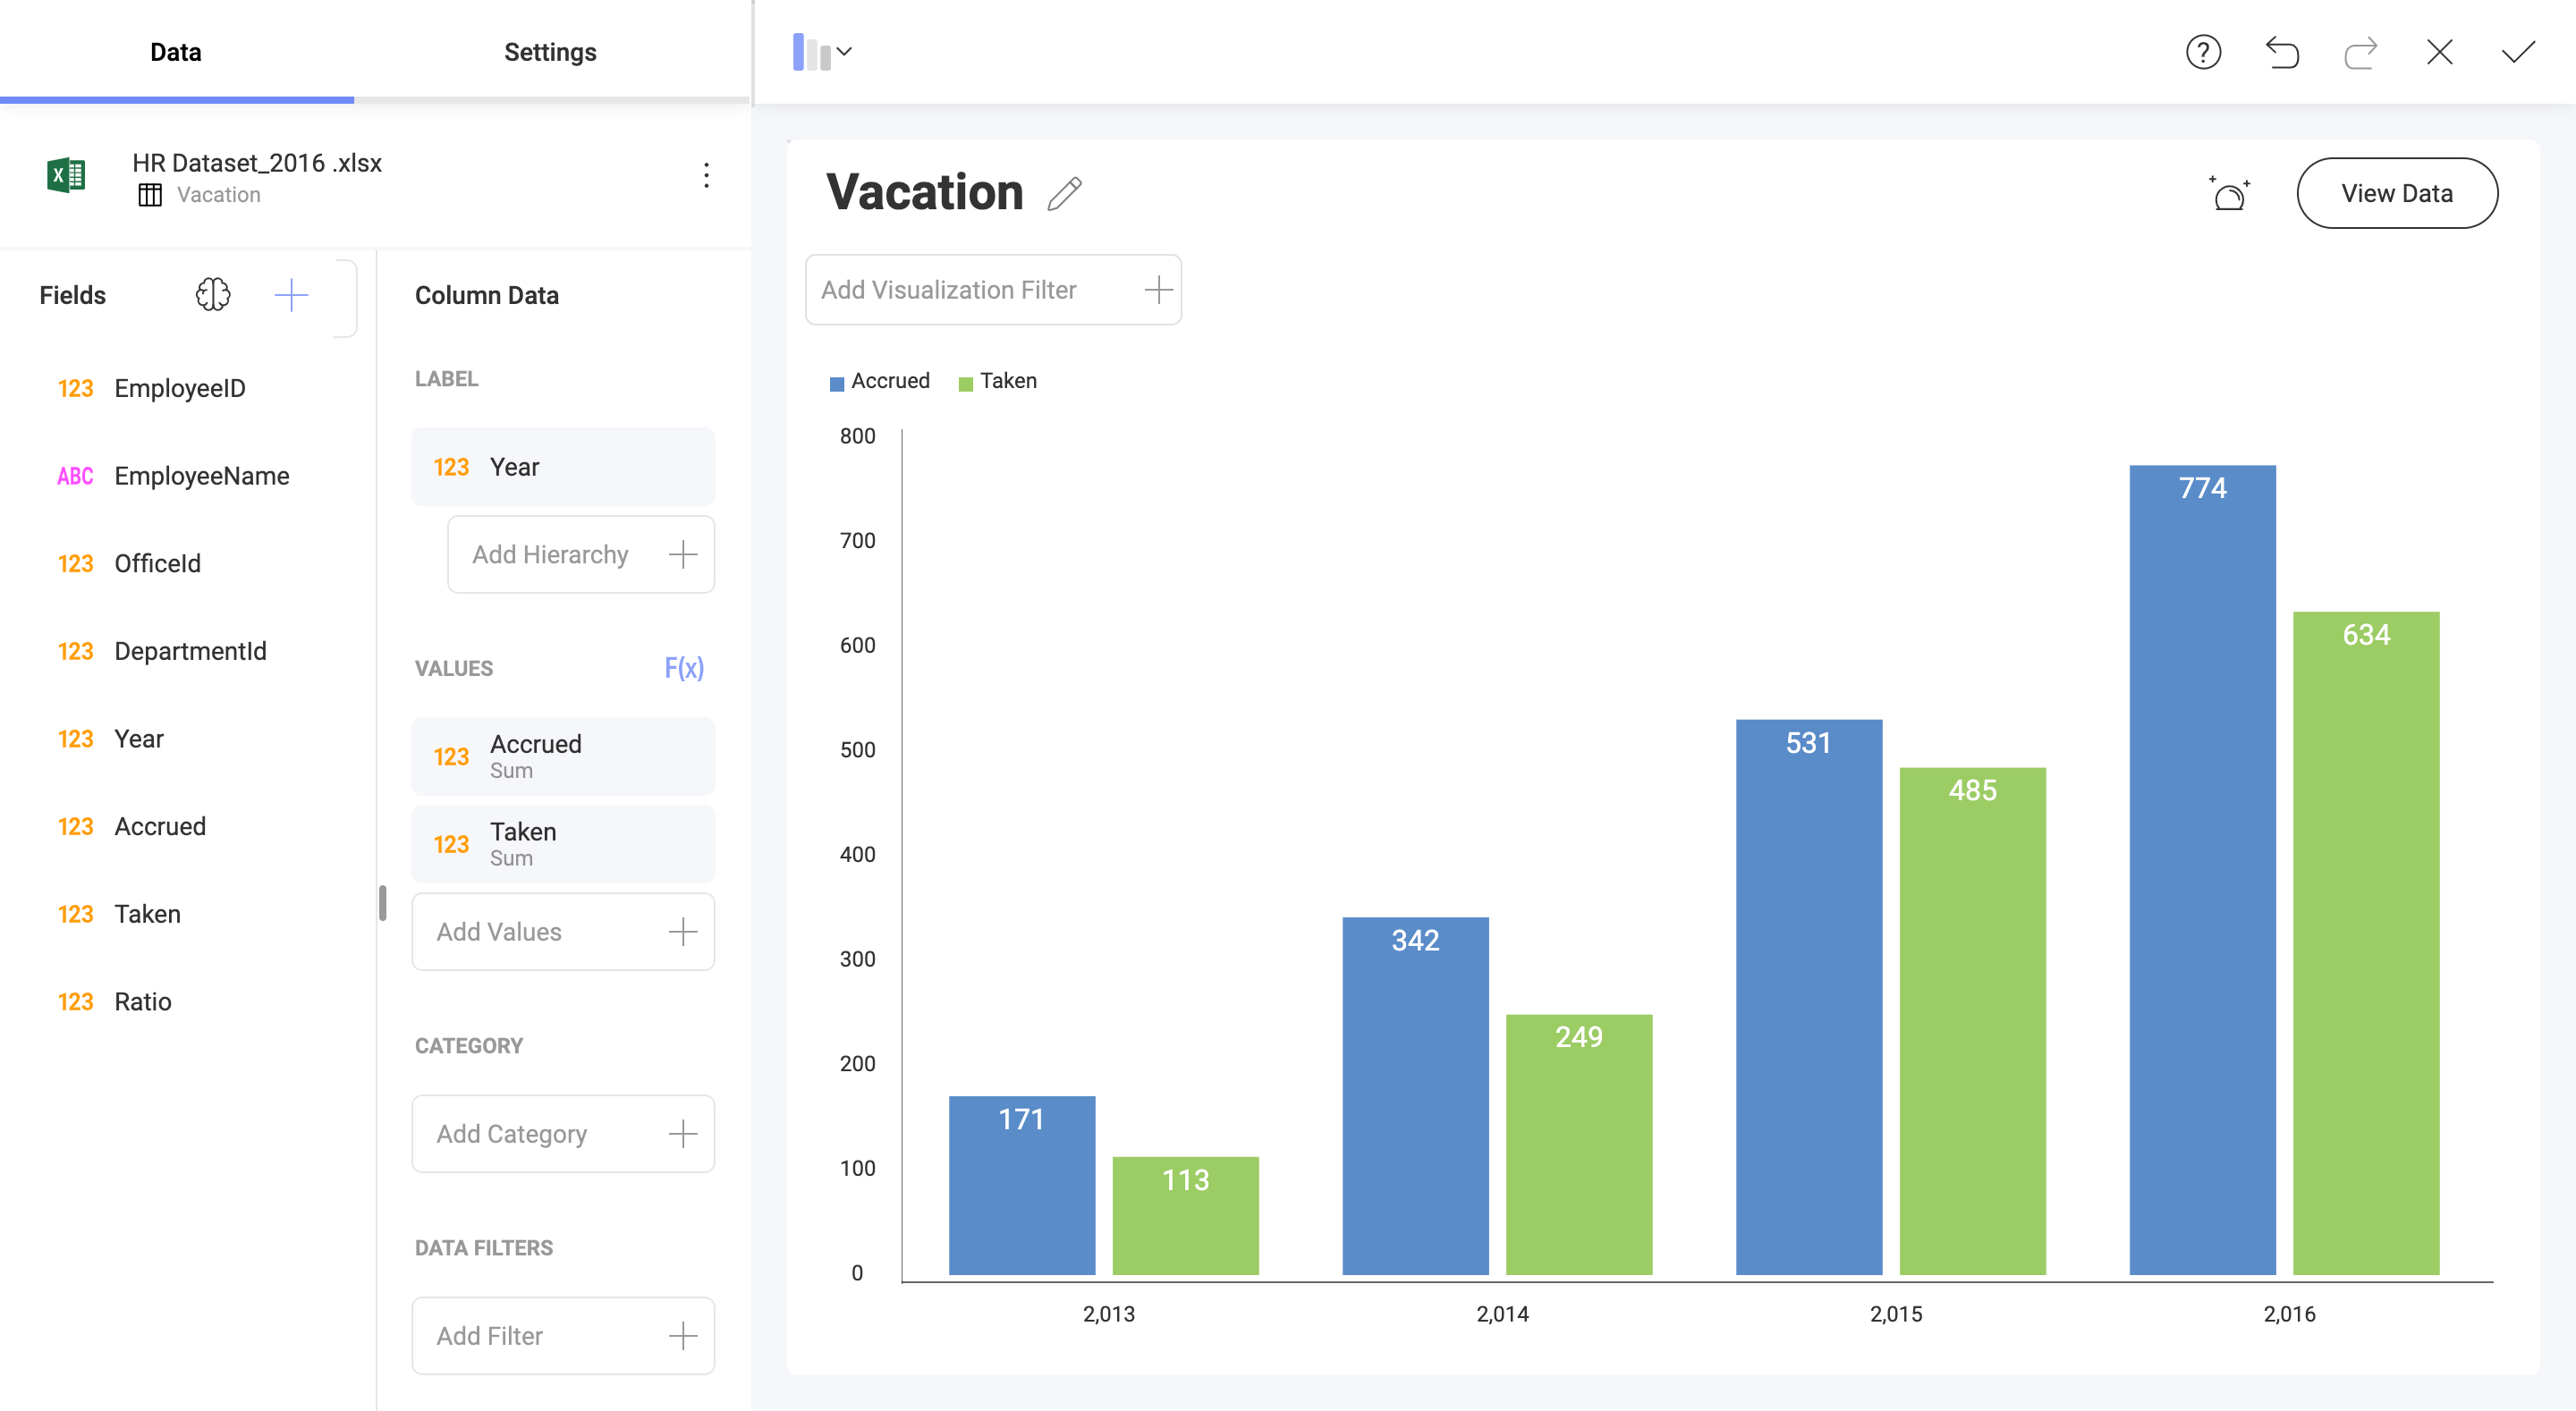 Data
Settings
HR Dataset_2016 .xlsx
Vacation
Fields
123 EmployeeID
ABC EmployeeName
123 OfficeId
123 DepartmentId
123 Year
123 Accrued
123 Taken
123 Ratio
Column Data
LABEL
123 Year
Add Hierarchy
VALUES F(x)
123 Accrued
Sum
123 Taken
Sum
Add Values
CATEGORY
Add Category
DATA FILTERS
Add Filter
?
Vacation
View Data
Add Visualization Filter
Accrued Taken
800
700
600
500
400
300
200
100
0
171
113
342
249
531
485
774
634
2,013 2,014 2,015 2,016